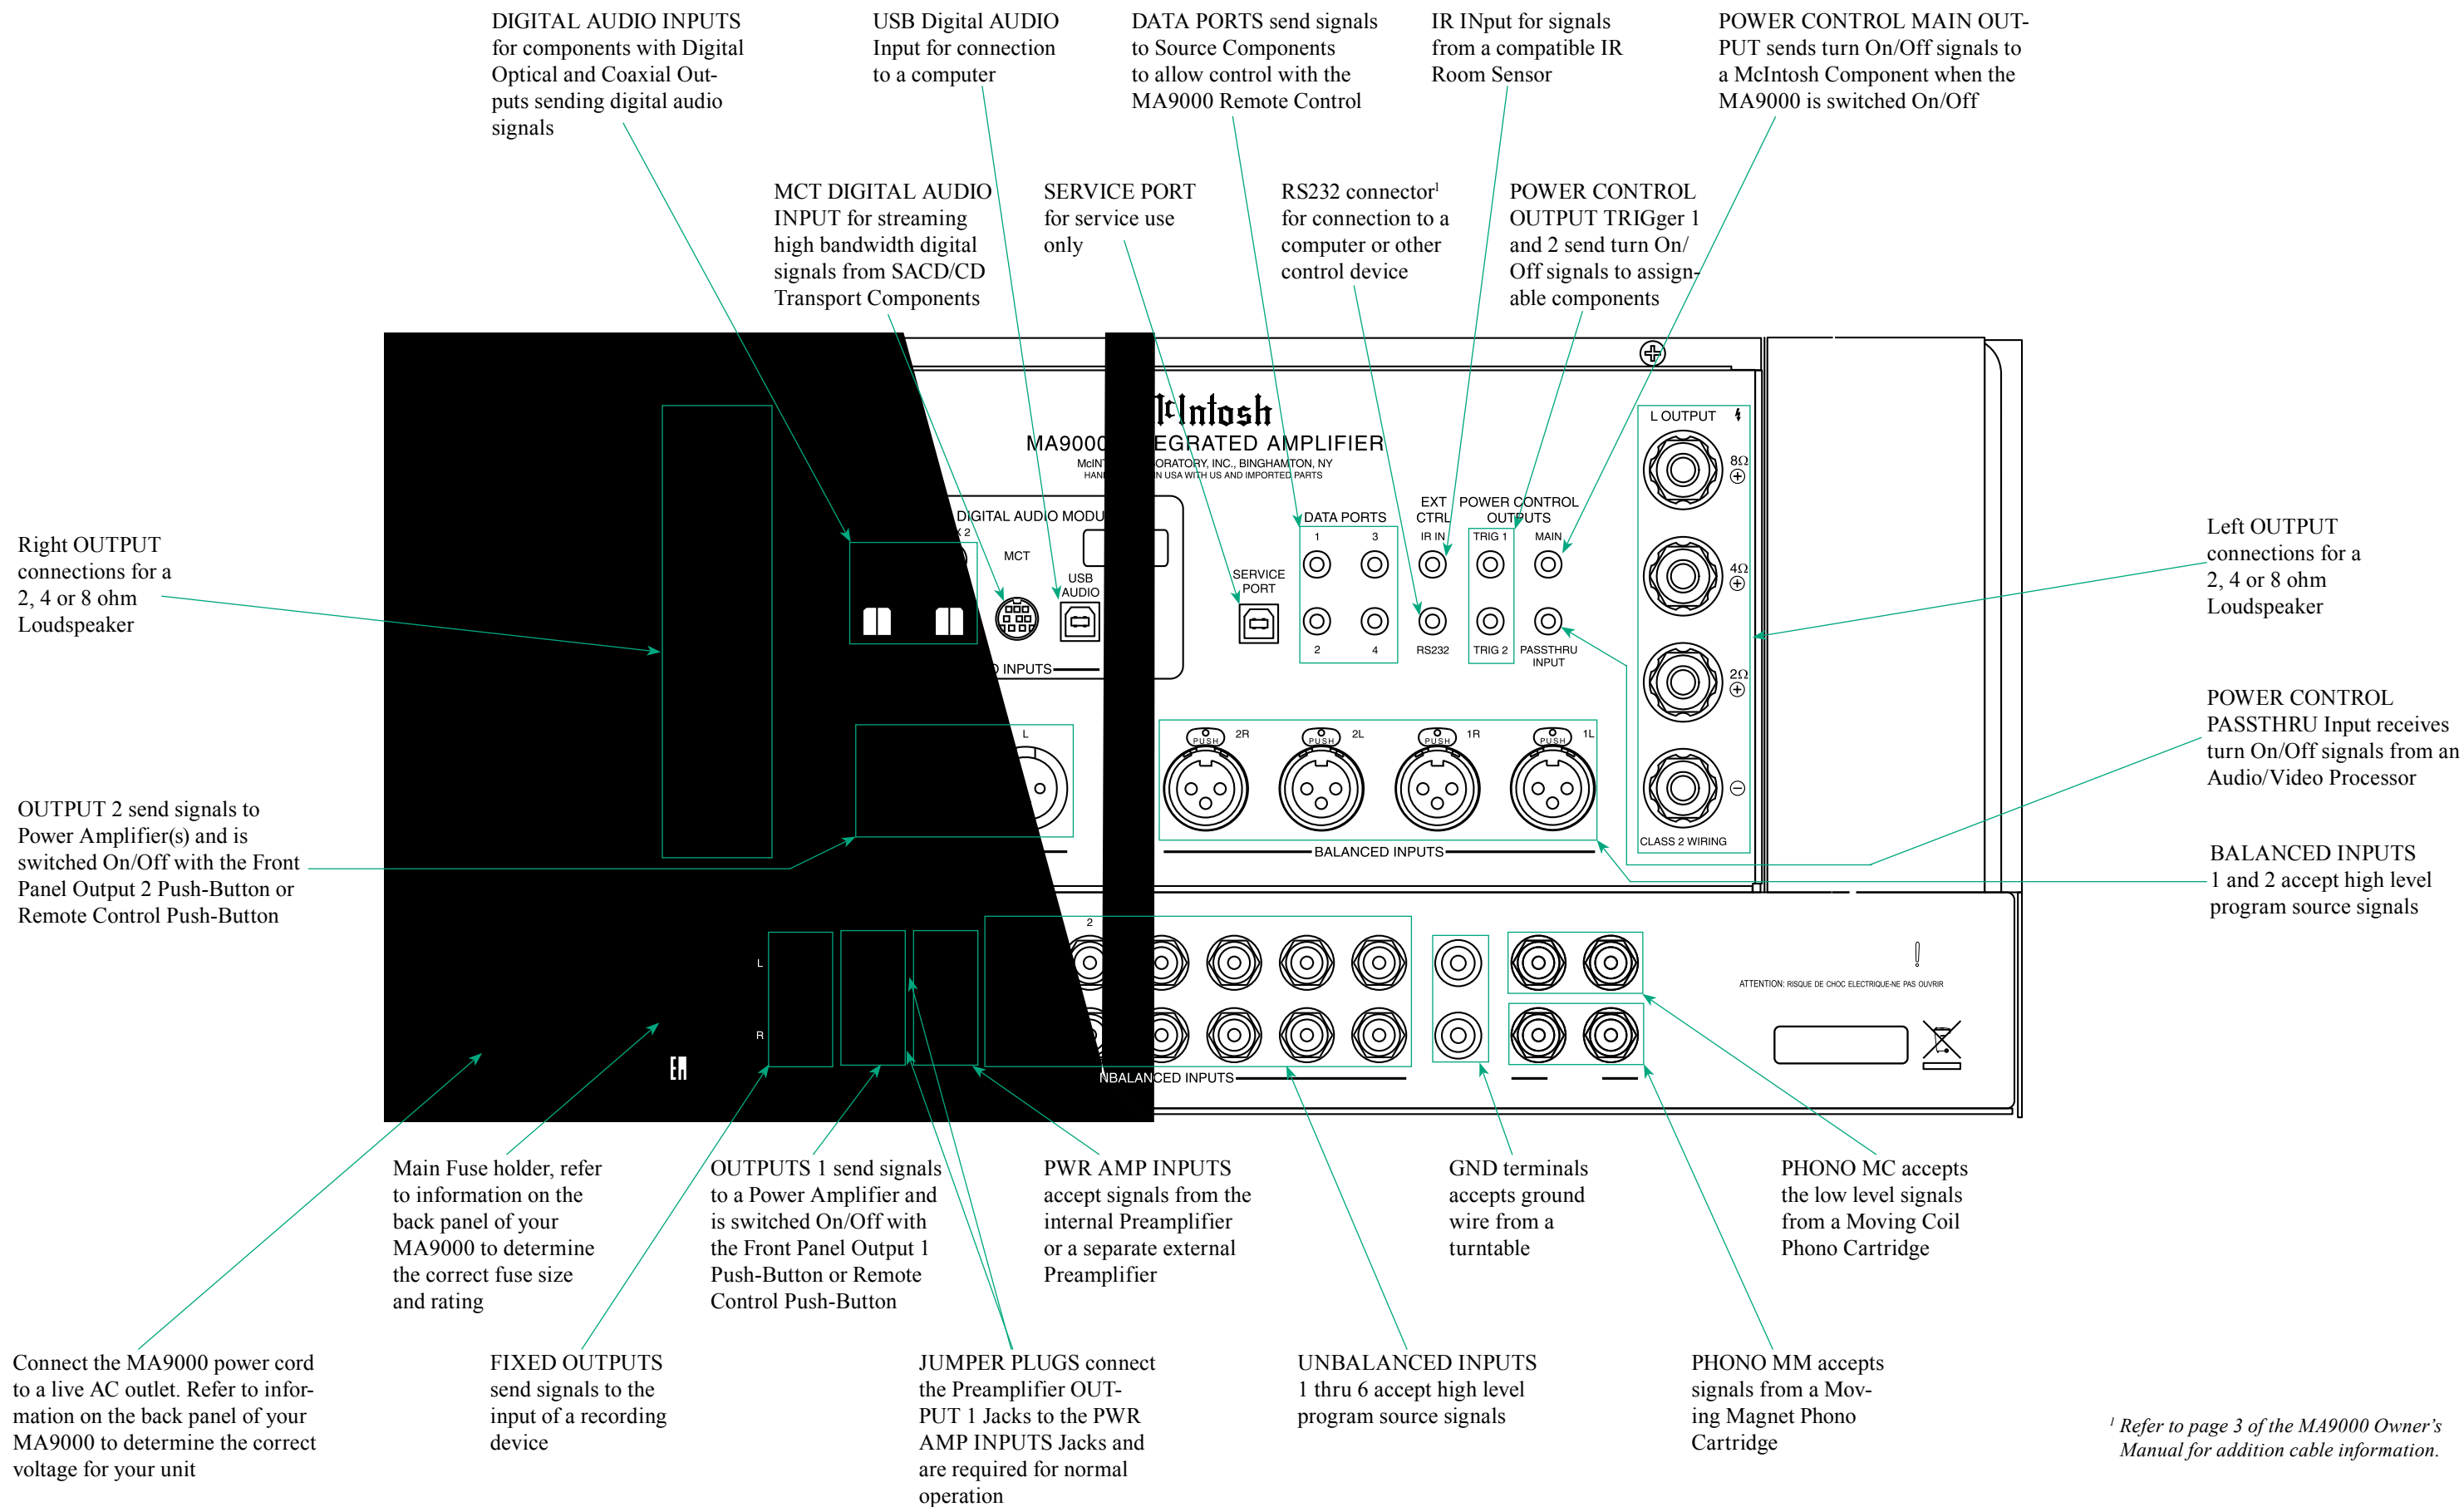 DIGITAL AUDIO INPUTS
for components with Digital
Optical and Coaxial Out-
puts sending digital audio
signals
USB Digital AUDIO
Input for connection
to a computer
DATA PORTS send signals
to Source Components
to allow control with the
MA9000 Remote Control
IR INput for signals
from a compatible IR
Room Sensor
POWER CONTROL MAIN OUT-
PUT sends turn On/Off signals to
a McIntosh Component when the
MA9000 is switched On/Off
MCT DIGITAL AUDIO
INPUT for streaming
high bandwidth digital
signals from SACD/CD
Transport Components
SERVICE PORT
for service use
only
RS232 connector1
for connection to a
computer or other
control device
POWER CONTROL
OUTPUT TRIGger 1
and 2 send turn On/
Off signals to assign-
able components
Right OUTPUT
connections for a
2, 4 or 8 ohm
Loudspeaker
OUTPUT 2 send signals to
Power Amplifier(s) and is
switched On/Off with the Front
Panel Output 2 Push-Button or
Remote Control Push-Button
McIntosh
MA9000 EGRATED AMPLIFIER
McINT ORATORY, INC., BINGHAMTON, NY
HAN N USA WITH US AND IMPORTED PARTS
DIGITAL AUDIO MODU
X 2
MCT
USB
AUDIO
D INPUTS
SERVICE
PORT
DATA PORTS
1 3
2 4
EXT
CTRL
IR IN
RS232
POWER CONTROL
OUTPUTS
TRIG 1 MAIN
TRIG 2 PASSTHRU
INPUT
L OUTPUT
8Ω
+
4Ω
+
2Ω
+
−
CLASS 2 WIRING
L
PUSH 2R PUSH 2L PUSH 1R PUSH 1L
BALANCED INPUTS
2
L
R
NBALANCED INPUTS
ATTENTION: RISQUE DE CHOC ELECTRIQUE-NE PAS OUVRIR
Left OUTPUT
connections for a
2, 4 or 8 ohm
Loudspeaker
POWER CONTROL
PASSTHRU Input receives
turn On/Off signals from an
Audio/Video Processor
BALANCED INPUTS
1 and 2 accept high level
program source signals
Main Fuse holder, refer
to information on the
back panel of your
MA9000 to determine
the correct fuse size
and rating
OUTPUTS 1 send signals
to a Power Amplifier and
is switched On/Off with
the Front Panel Output 1
Push-Button or Remote
Control Push-Button
PWR AMP INPUTS
accept signals from the
internal Preamplifier
or a separate external
Preamplifier
GND terminals
accepts ground
wire from a
turntable
PHONO MC accepts
the low level signals
from a Moving Coil
Phono Cartridge
Connect the MA9000 power cord
to a live AC outlet. Refer to infor-
mation on the back panel of your
MA9000 to determine the correct
voltage for your unit
FIXED OUTPUTS
send signals to the
input of a recording
device
JUMPER PLUGS connect
the Preamplifier OUT-
PUT 1 Jacks to the PWR
AMP INPUTS Jacks and
are required for normal
operation
UNBALANCED INPUTS
1 thru 6 accept high level
program source signals
PHONO MM accepts
signals from a Mov-
ing Magnet Phono
Cartridge
1 Refer to page 3 of the MA9000 Owner's
Manual for addition cable information.